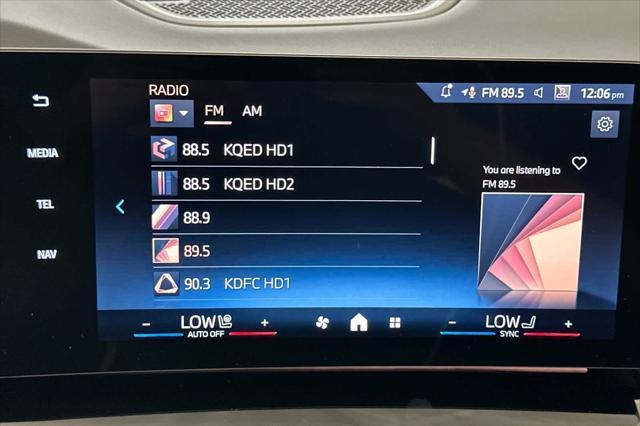 RADIO
FM 89.5 12:06 pm
FM AM
88.5 KQED HD1
MEDIA
You are listening to
FM 89.5
88.5 KQED HD2
TEL
88.9
89.5
NAV
90.3 KDFC HD1
- LOW + - LOW +
AUTO OFF SYNC